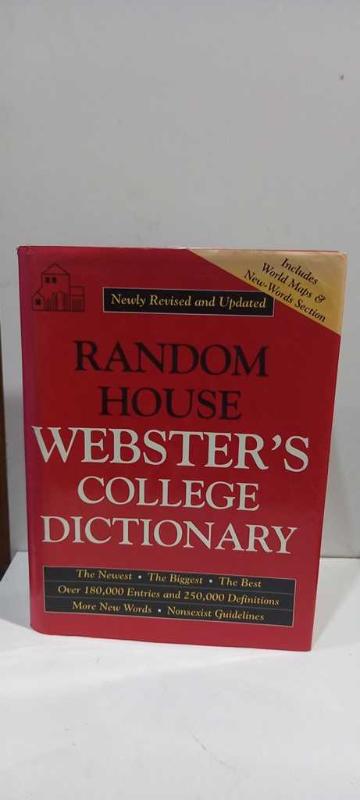 Includes
World Maps &
New-Words Section
Newly Revised and Updated
RANDOM
HOUSE
WEBSTER'S
COLLEGE
DICTIONARY
The Newest • The Biggest • The Best
Over 180,000 Entries and 250,000 Definitions
More New Words • Nonsexist Guidelines